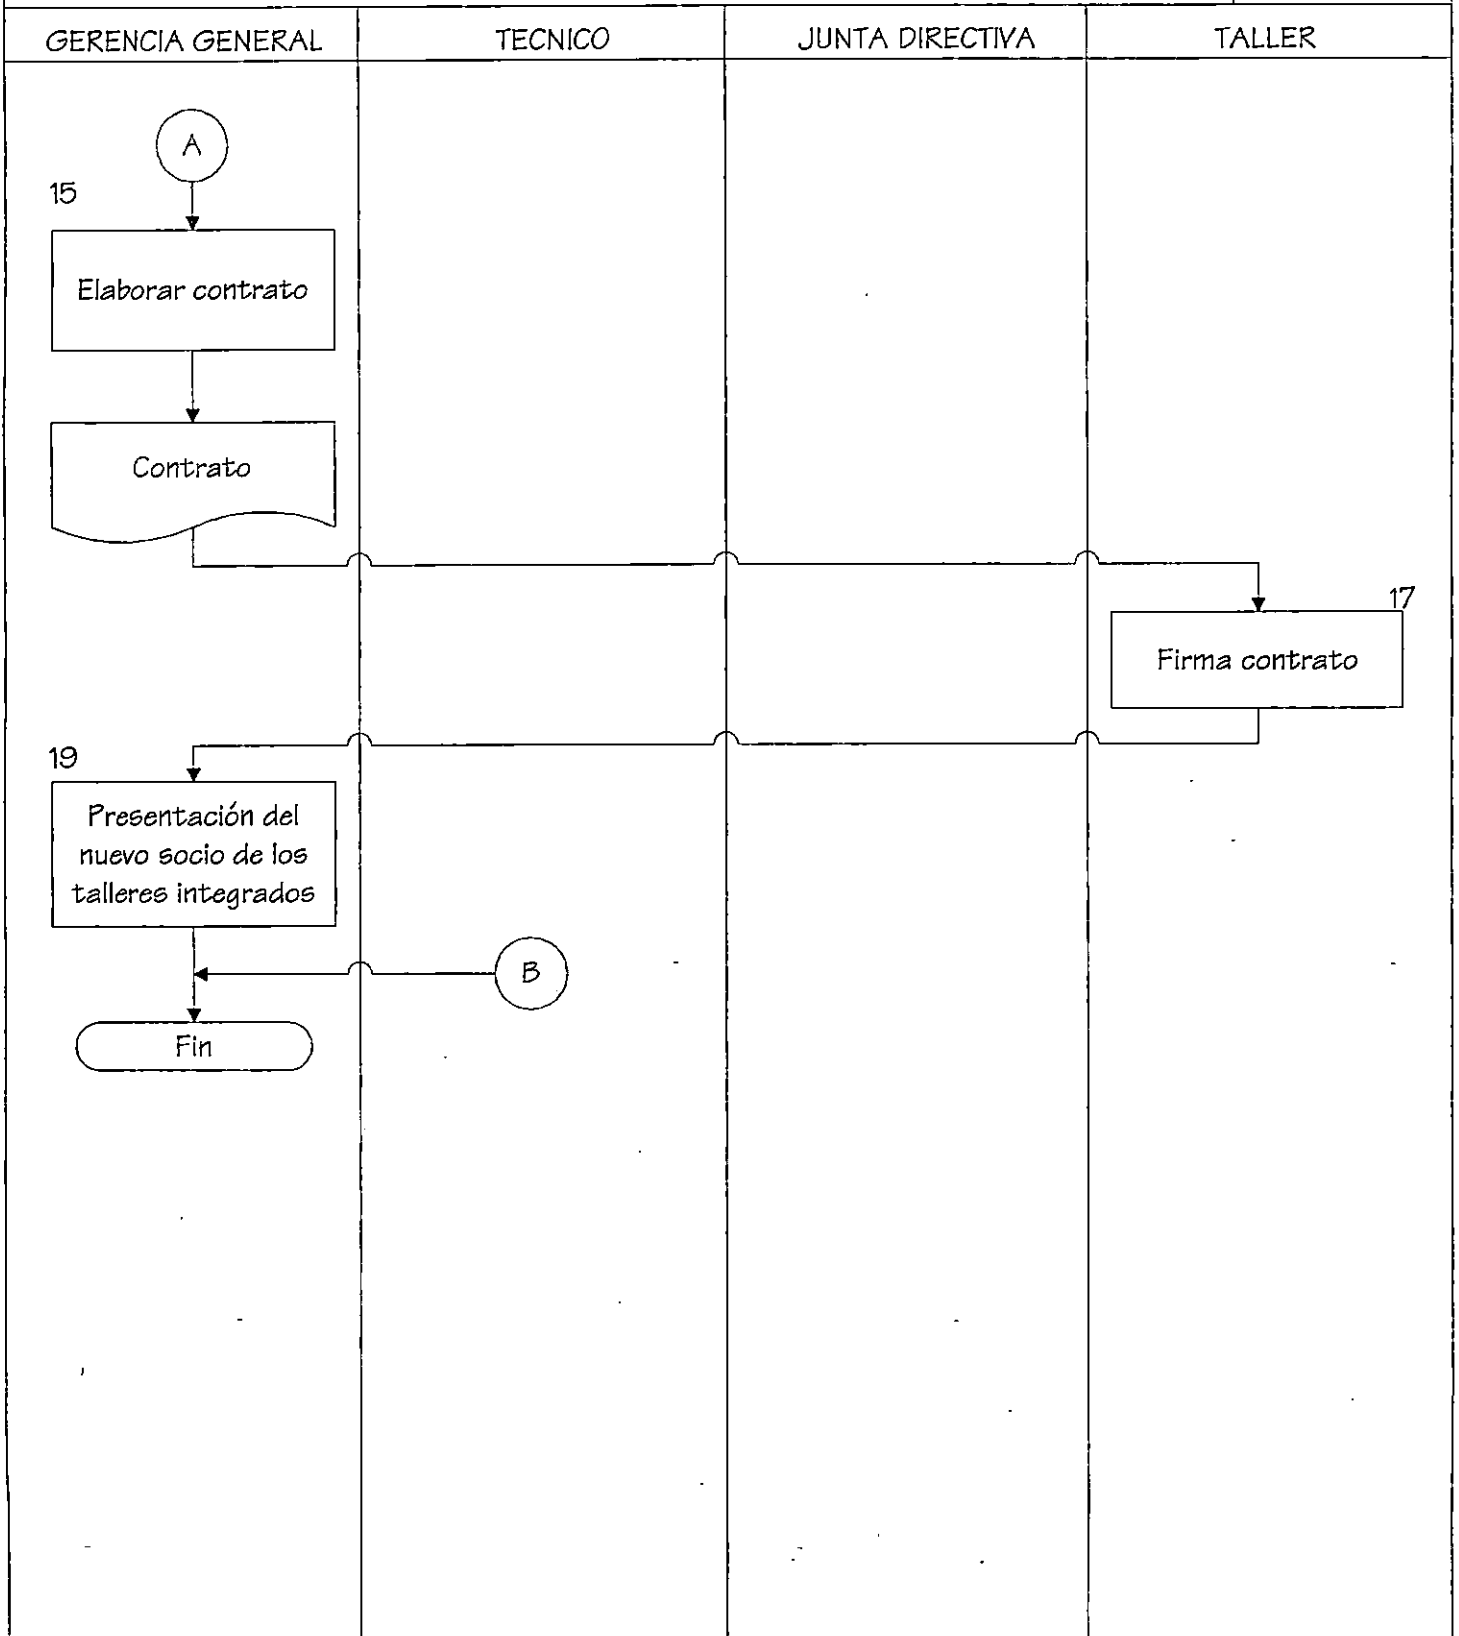 GERENCIA GENERAL
TECNICO
JUNTA DIRECTIVA
TALLER
A
15
Elaborar contrato
Contrato
17
Firma contrato
19
Presentación del
nuevo socio de los
talleres integrados
B
Fin